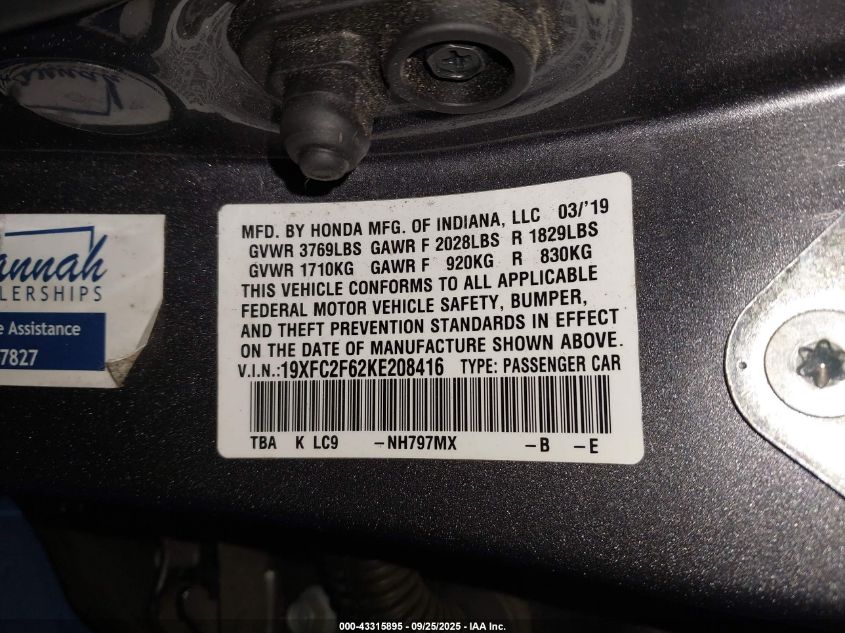 annah
annah
LERSHIPS
e Assistance
7827
MFD. BY HONDA MFG. OF INDIANA, LLC 03/'19
GVWR 3769LBS GAWR F 2028LBS R 1829LBS
GVWR 1710KG GAWR F 920KG R 830KG
THIS VEHICLE CONFORMS TO ALL APPLICABLE
FEDERAL MOTOR VEHICLE SAFETY, BUMPER,
AND THEFT PREVENTION STANDARDS IN EFFECT
ON THE DATE OF MANUFACTURE SHOWN ABOVE.
V.I.N.:19XFC2F62KE208416 TYPE: PASSENGER CAR
TBA K LC9 -NH797MX -B -E
000-43315895 - 09/25/2025 - IAA Inc.